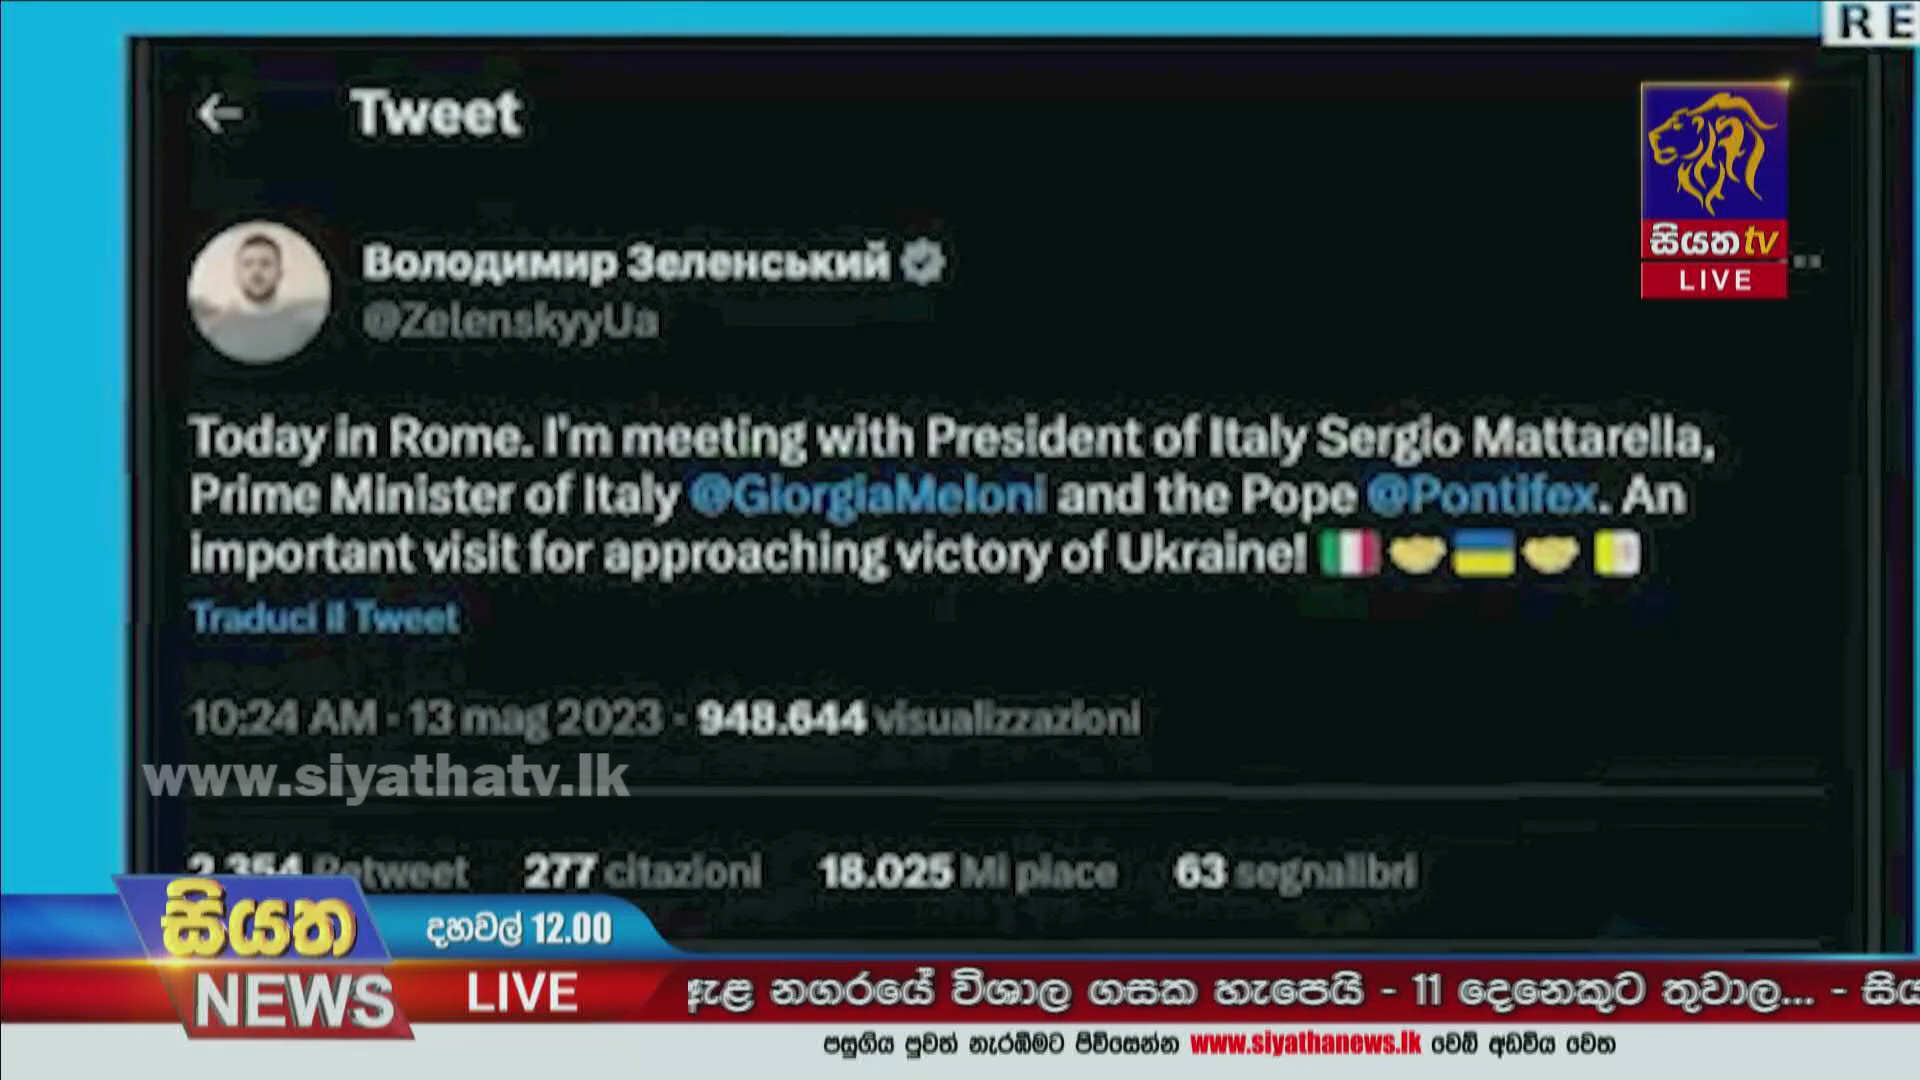 RE
Tweet
සියත tv
LIVE
Володимир Зеленський
@ZelenskyyUa
Today in Rome. I'm meeting with President of Italy Sergio Mattarella,
Prime Minister of Italy @GiorgiaMeloni and the Pope @Pontifex. An
important visit for approaching victory of Ukraine! 🇮🇹🤝🇺🇦🤝🇻🇦
Traduci il Tweet
10:24 AM · 13 mag 2023 · 948.644 visualizzazioni
www.siyathatv.lk
2.354 Retweet 277 citazioni 18.025 Mi piace 63 segnalibri
සියත
දහවල් 12.00
NEWS
LIVE
ඇළ නගරයේ විශාල ගසක හැපෙයි - 11 දෙනෙකුට තුවාල... - සිය
පසුගිය පුවත් නැරඹීමට පිවිසෙන්න www.siyathanews.lk වෙබ් අඩවිය වෙත